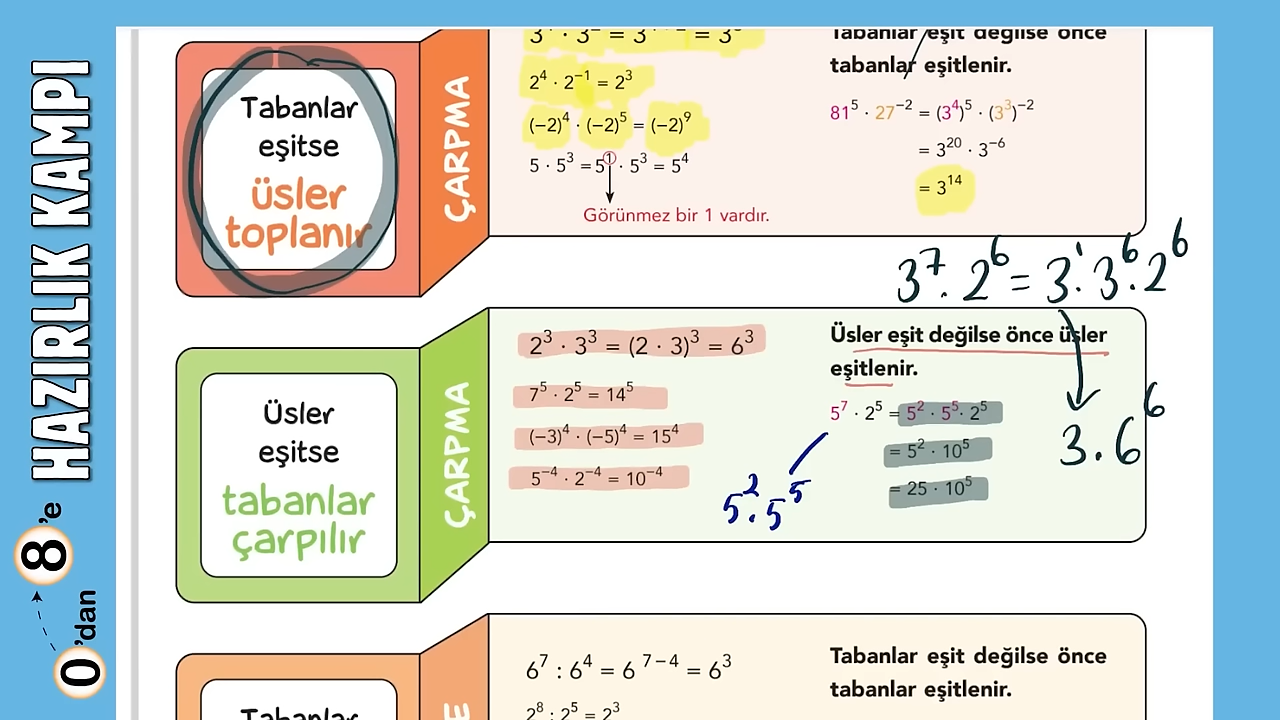 0'dan 8'e HAZIRLIK KAMPI
Tabanlar
eşitse
üsler
toplanır
ÇARPMA
2⁴ · 2⁻¹ = 2³
(−2)⁴ · (−2)⁵ = (−2)⁹
5 · 5³ = 5¹ · 5³ = 5⁴
Görünmez bir 1 vardır.
Tabanlar eşit değilse önce
tabanlar eşitlenir.
81⁵ · 27⁻² = (3⁴)⁵ · (3³)⁻²
= 3²⁰ · 3⁻⁶
= 3¹⁴
3⁷ · 2⁶ = 3¹ · 3⁶ · 2⁶
Üsler
eşitse
tabanlar
çarpılır
ÇARPMA
2³ · 3³ = (2 · 3)³ = 6³
7⁵ · 2⁵ = 14⁵
(−3)⁴ · (−5)⁴ = 15⁴
5⁻⁴ · 2⁻⁴ = 10⁻⁴
Üsler eşit değilse önce üsler
eşitlenir.
5⁷ · 2⁵ = 5² · 5⁵ · 2⁵
= 5² · 10⁵
= 25 · 10⁵
5² · 5⁵
3 · 6⁶
Tabanlar
6⁷ : 6⁴ = 6⁷⁻⁴ = 6³
2⁸ : 2⁵ = 2³
Tabanlar eşit değilse önce
tabanlar eşitlenir.